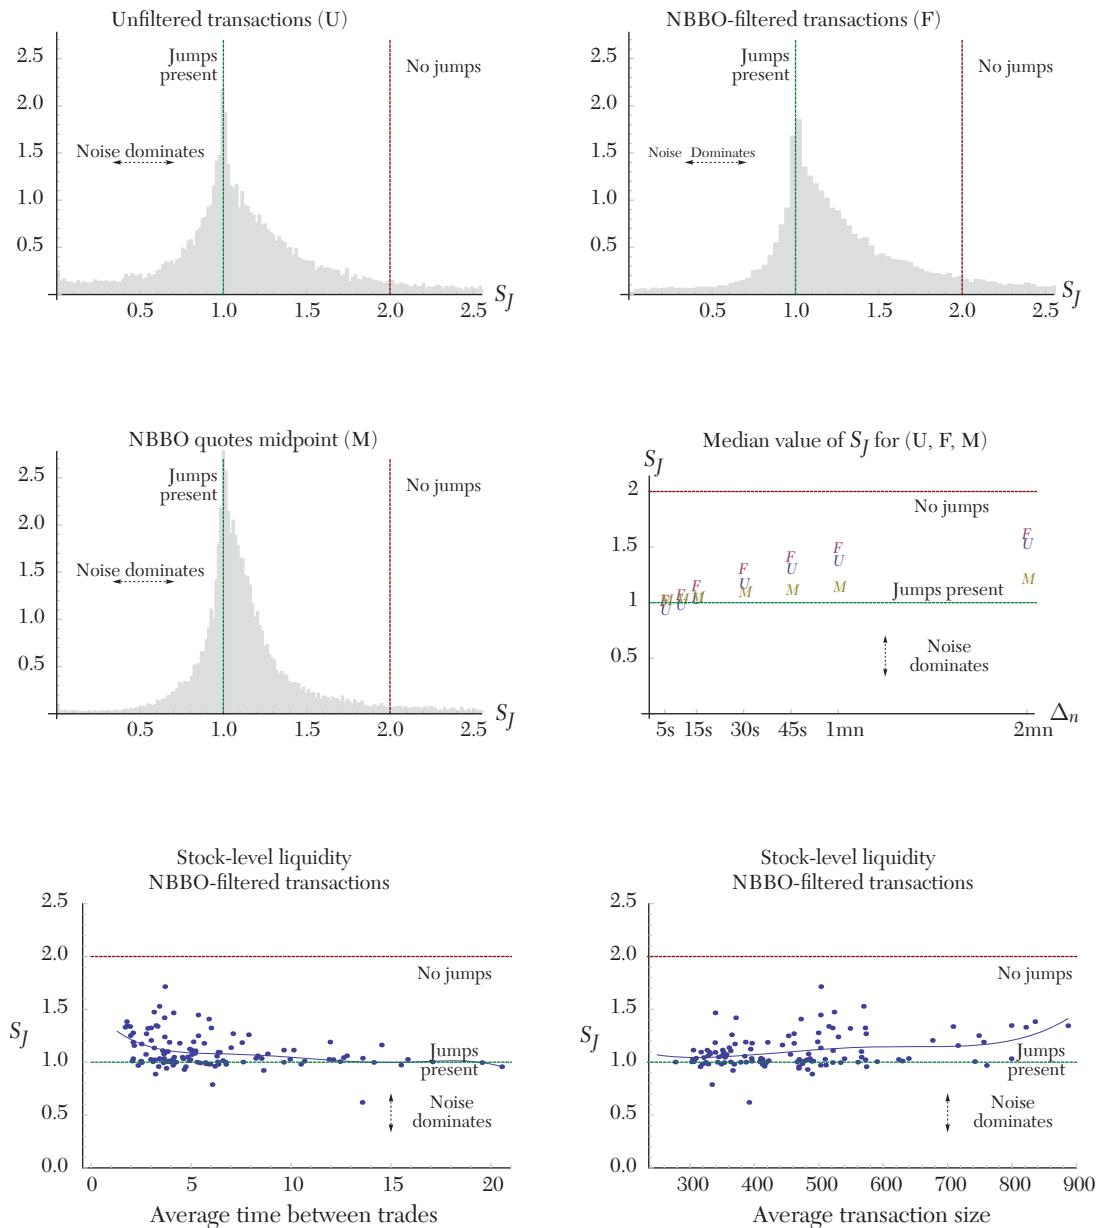 Unfiltered transactions (U)
2.5
2.0
1.5
1.0
0.5
Jumps
present
No jumps
Noise dominates
0.5
1.0
1.5
2.0
2.5
S_J
NBBO-filtered transactions (F)
2.5
2.0
1.5
1.0
0.5
Jumps
present
No jumps
Noise Dominates
0.5
1.0
1.5
2.0
2.5
S_J
NBBO quotes midpoint (M)
2.5
2.0
1.5
1.0
0.5
Jumps
present
No jumps
Noise dominates
0.5
1.0
1.5
2.0
2.5
S_J
Median value of S_J for (U, F, M)
S_J
2
1.5
1
0.5
No jumps
F F F F F F F
U U U U U U U
M M M M M M M
Jumps present
Noise
dominates
5s 15s 30s 45s 1mn 2mn
Δn
Stock-level liquidity
NBBO-filtered transactions
2.5
2.0
1.5
1.0
0.5
0.0
S_J
No jumps
Jumps
present
Noise
dominates
0 5 10 15 20
Average time between trades
Stock-level liquidity
NBBO-filtered transactions
2.5
2.0
1.5
1.0
0.5
0.0
S_J
No jumps
Jumps
present
Noise
dominates
300 400 500 600 700 800 900
Average transaction size